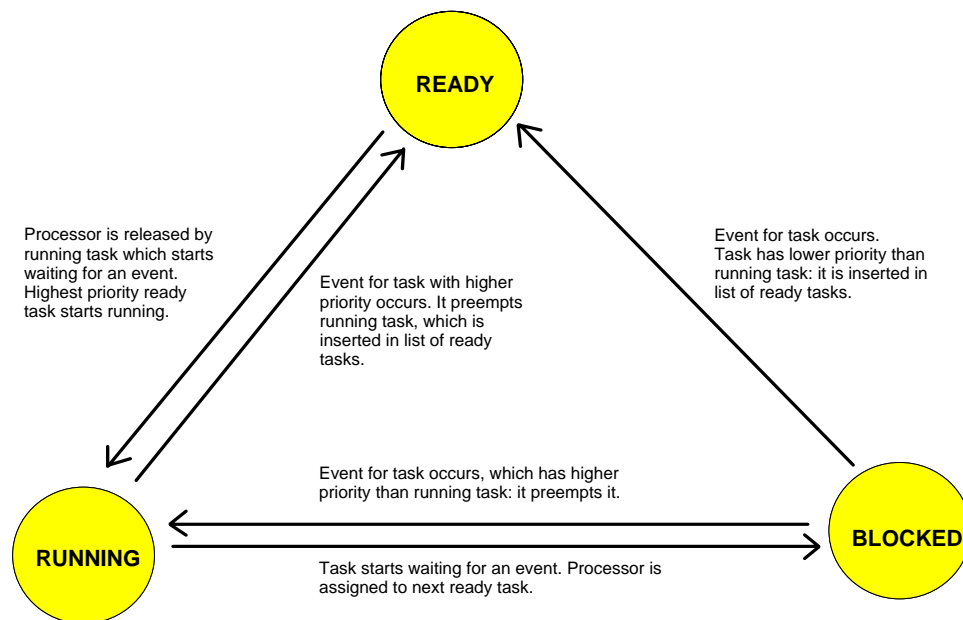 READY
Processor is released by
running task which starts
waiting for an event.
Highest priority ready
task starts running.
Event for task with higher
priority occurs. It preempts
running task, which is
inserted in list of ready
tasks.
Event for task occurs.
Task has lower priority than
running task: it is inserted in
list of ready tasks.
Event for task occurs, which has higher
priority than running task: it preempts it.
RUNNING
BLOCKED
Task starts waiting for an event. Processor is
assigned to next ready task.